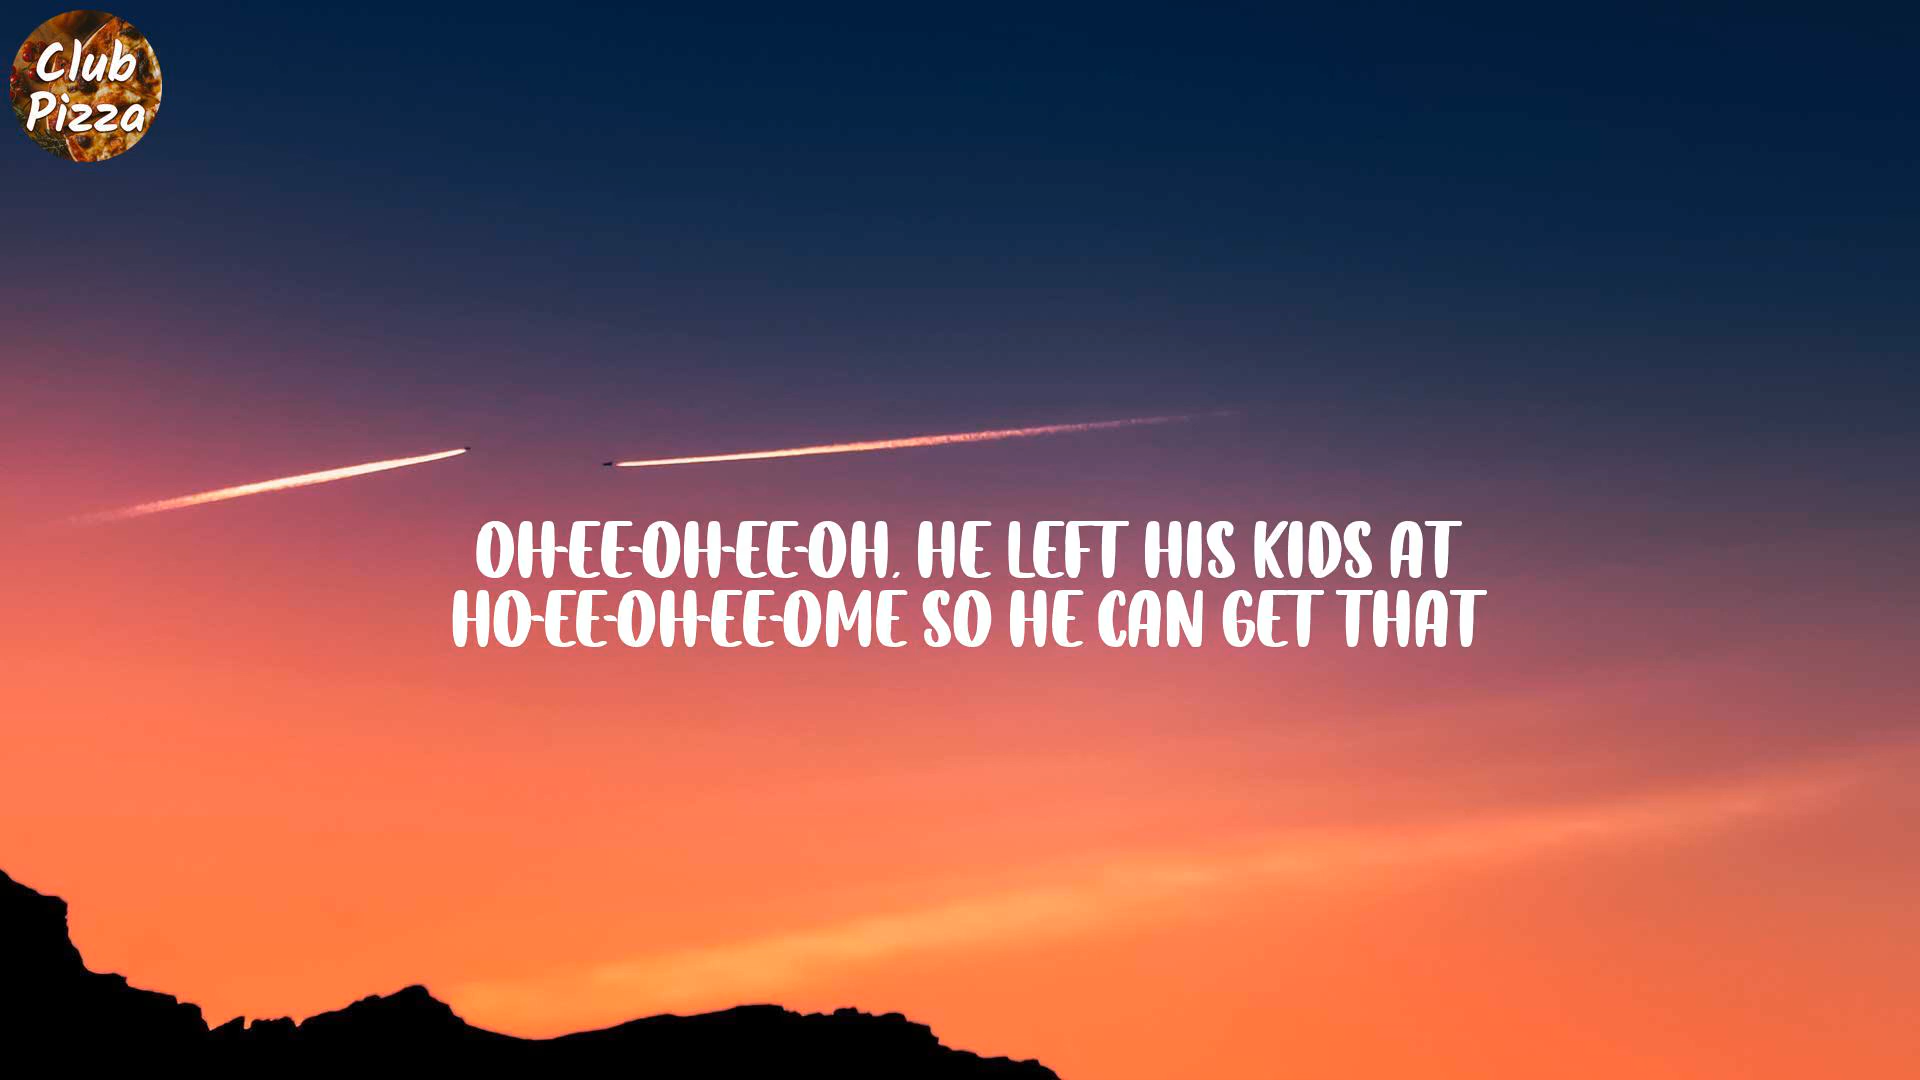 Club
Pizza
OH-EE-OH-EE-OH, HE LEFT HIS KIDS AT
HO-EE-OH-EE-OME SO HE CAN GET THAT